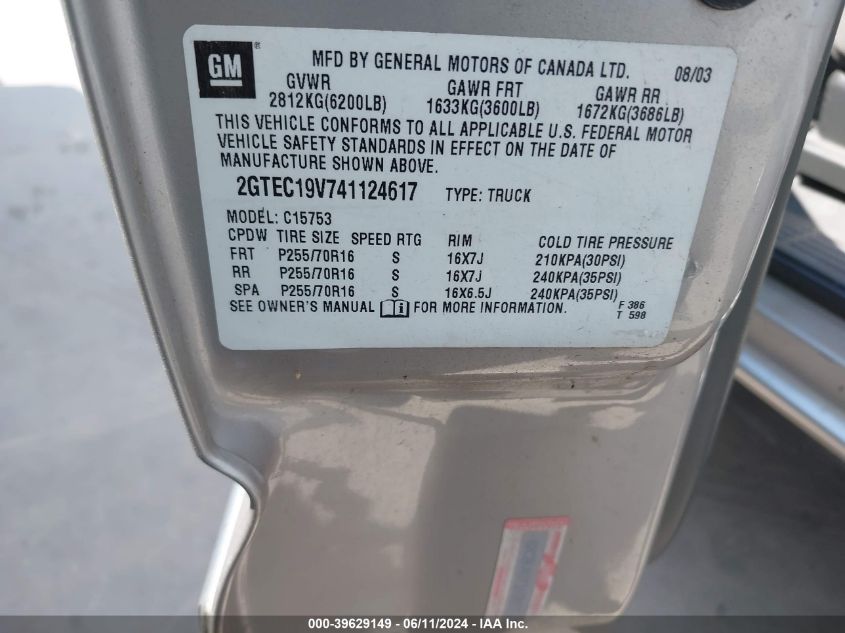 GM
MFD BY GENERAL MOTORS OF CANADA LTD. 08/03
GVWR GAWR FRT GAWR RR
2812KG(6200LB) 1633KG(3600LB) 1672KG(3686LB)
THIS VEHICLE CONFORMS TO ALL APPLICABLE U.S. FEDERAL MOTOR
VEHICLE SAFETY STANDARDS IN EFFECT ON THE DATE OF
MANUFACTURE SHOWN ABOVE.
2GTEC19V741124617 TYPE: TRUCK
MODEL: C15753
CPDW TIRE SIZE SPEED RTG RIM COLD TIRE PRESSURE
FRT P255/70R16 S 16X7J 210KPA(30PSI)
RR P255/70R16 S 16X7J 240KPA(35PSI)
SPA P255/70R16 S 16X6.5J 240KPA(35PSI)
SEE OWNER'S MANUAL FOR MORE INFORMATION. F 386
T 598
000-39629149 - 06/11/2024 - IAA Inc.